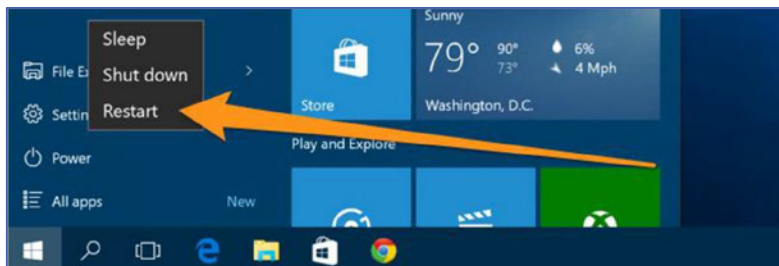 Sleep
Shut down
Restart
File E
Settin
Power
All apps
New
Store
Sunny
79° 90° 6%
73° 4 Mph
Washington, D.C.
Play and Explore